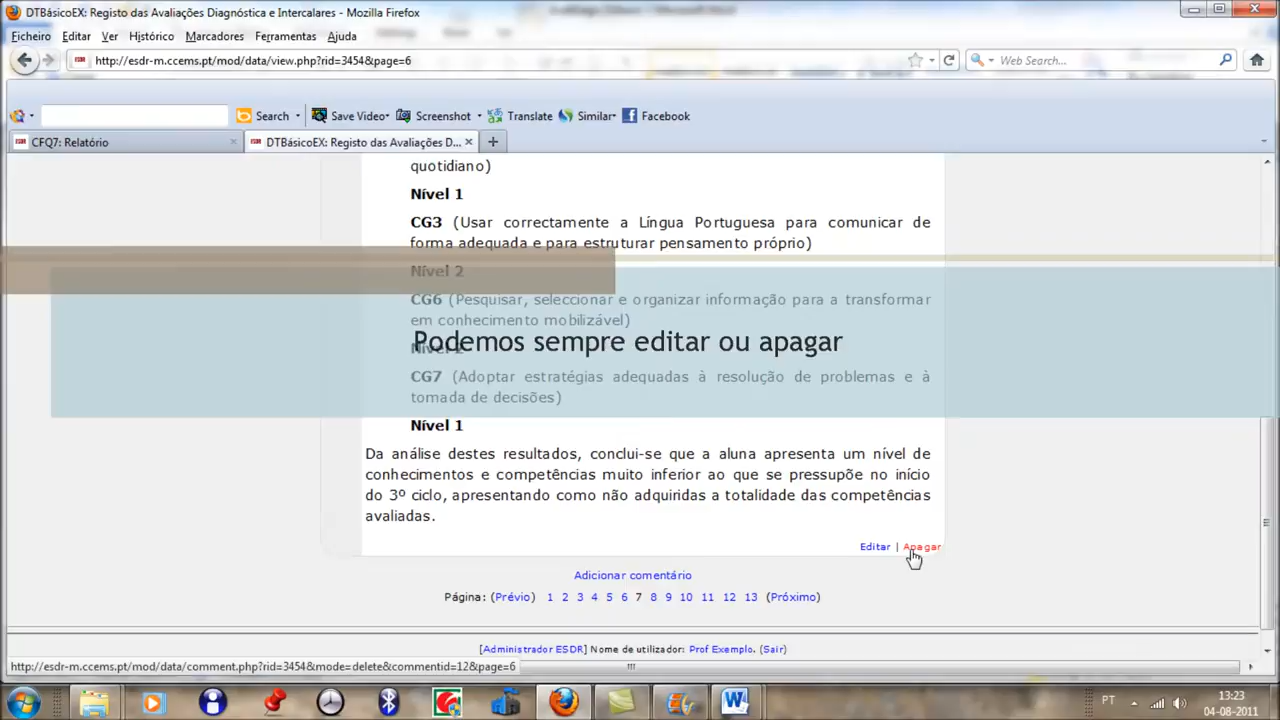 DTBásicoEX: Registo das Avaliações Diagnóstica e Intercalares - Mozilla Firefox
Ficheiro Editar Ver Histórico Marcadores Ferramentas Ajuda
http://esdr-m.ccems.pt/mod/data/view.php?rid=3454&page=6
Web Search...
Search Save Video Screenshot Translate Similar Facebook
CFQ7: Relatório
DTBásicoEX: Registo das Avaliações D...
quotidiano)
Nível 1
CG3 (Usar correctamente a Língua Portuguesa para comunicar de
forma adequada e para estruturar pensamento próprio)
Nível 2
CG6 (Pesquisar, seleccionar e organizar informação para a transformar
em conhecimento mobilizável)
Podemos sempre editar ou apagar
Nível 2
CG7 (Adoptar estratégias adequadas à resolução de problemas e à
tomada de decisões)
Nível 1
Da análise destes resultados, conclui-se que a aluna apresenta um nível de
conhecimentos e competências muito inferior ao que se pressupõe no início
do 3º ciclo, apresentando como não adquiridas a totalidade das competências
avaliadas.
Editar | Apagar
Adicionar comentário
Página: (Prévio) 1 2 3 4 5 6 7 8 9 10 11 12 13 (Próximo)
[Administrador ESDR] Nome de utilizador: Prof Exemplo. (Sair)
http://esdr-m.ccems.pt/mod/data/comment.php?rid=3454&mode=delete&commentid=12&page=6
PT
13:23
04-08-2011